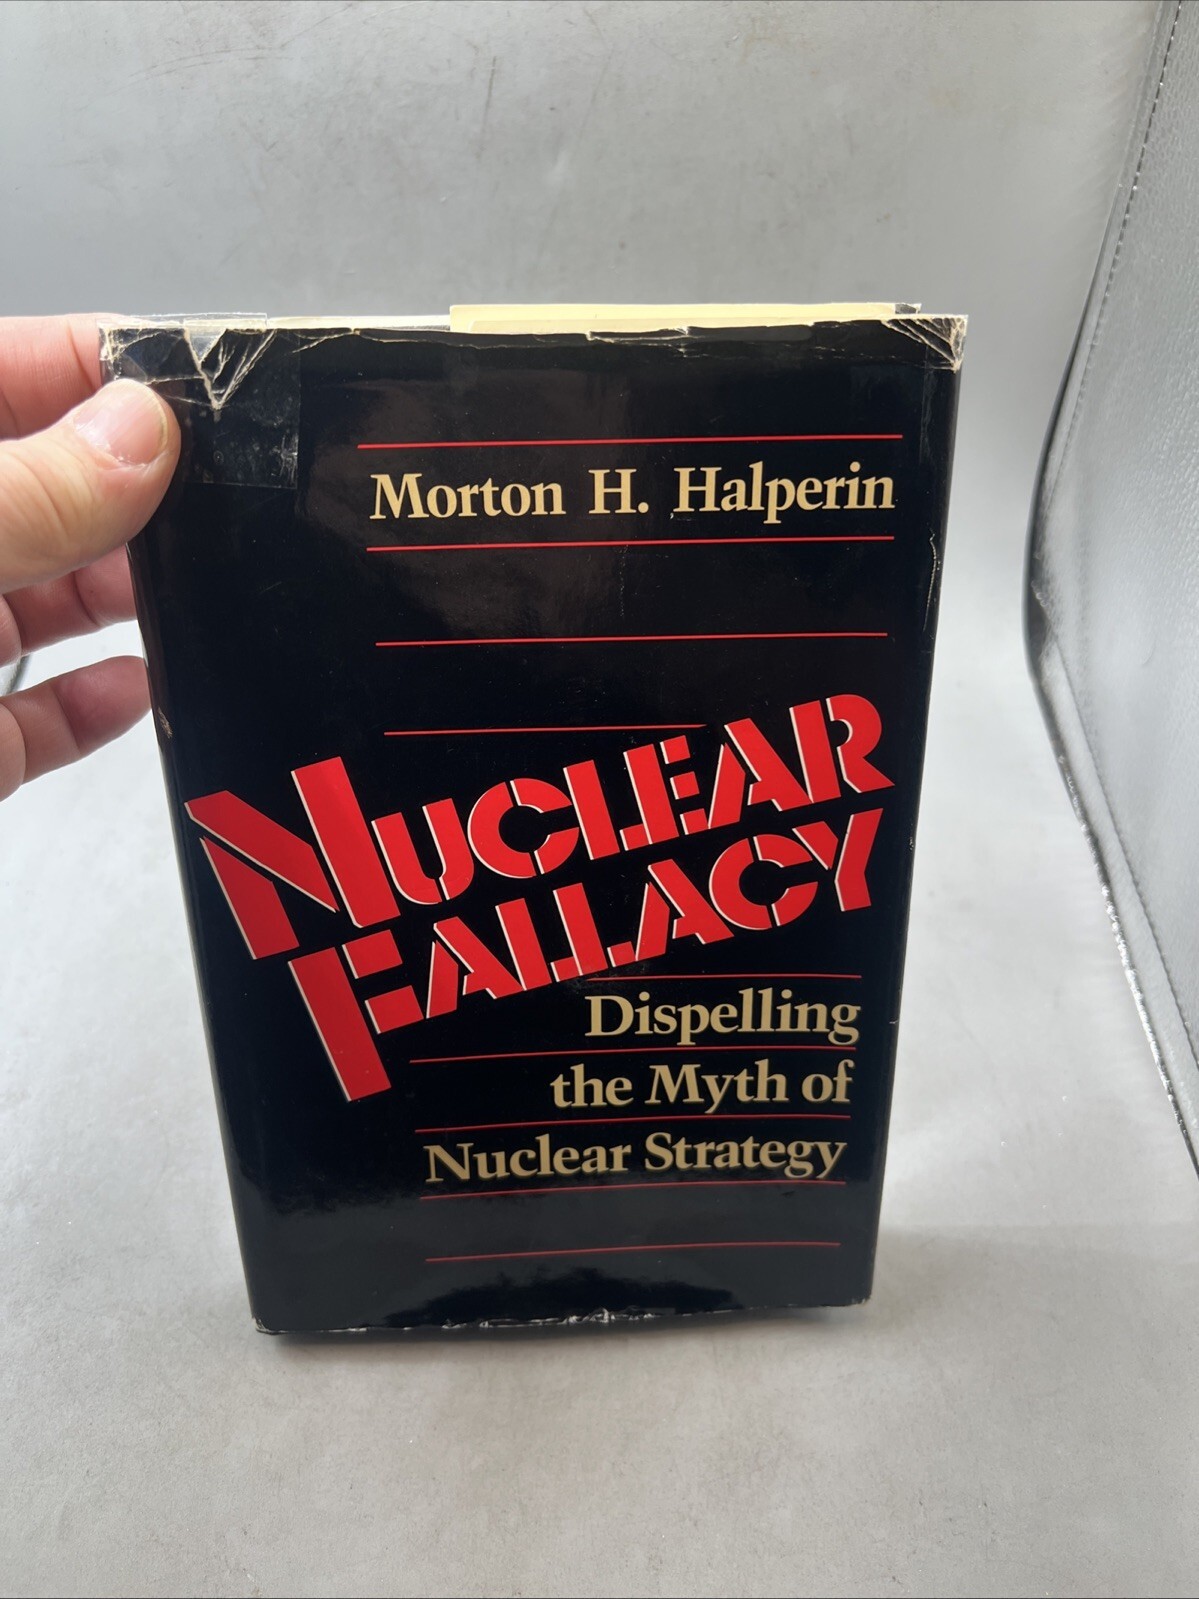 Morton H. Halperin
NUCLEAR
FALLACY
Dispelling
the Myth of
Nuclear Strategy